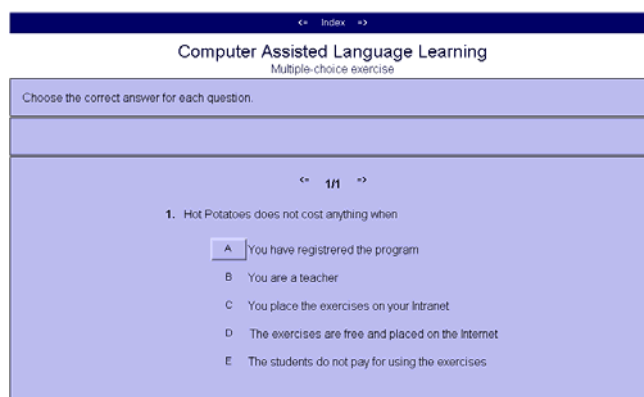 <= Index =>
Computer Assisted Language Learning
Multiple-choice exercise
Choose the correct answer for each question.
<= 1/1 =>
1. Hot Potatoes does not cost anything when
A You have registrered the program
B You are a teacher
C You place the exercises on your Intranet
D The exercises are free and placed on the Internet
E The students do not pay for using the exercises